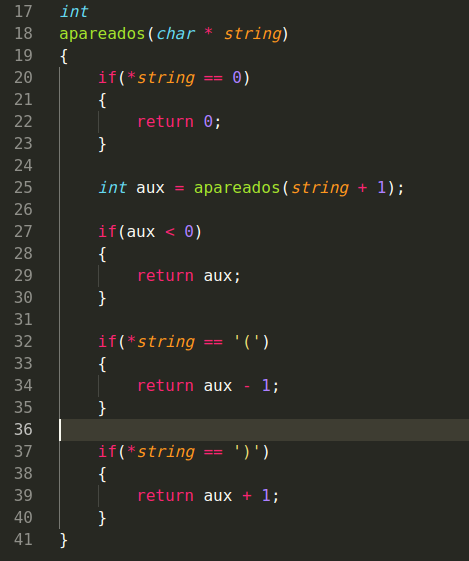 17 int
18 apareados(char * string)
19 {
20     if(*string == 0)
21     {
22         return 0;
23     }
24
25     int aux = apareados(string + 1);
26
27     if(aux < 0)
28     {
29         return aux;
30     }
31
32     if(*string == '(')
33     {
34         return aux - 1;
35     }
36
37     if(*string == ')')
38     {
39         return aux + 1;
40     }
41 }